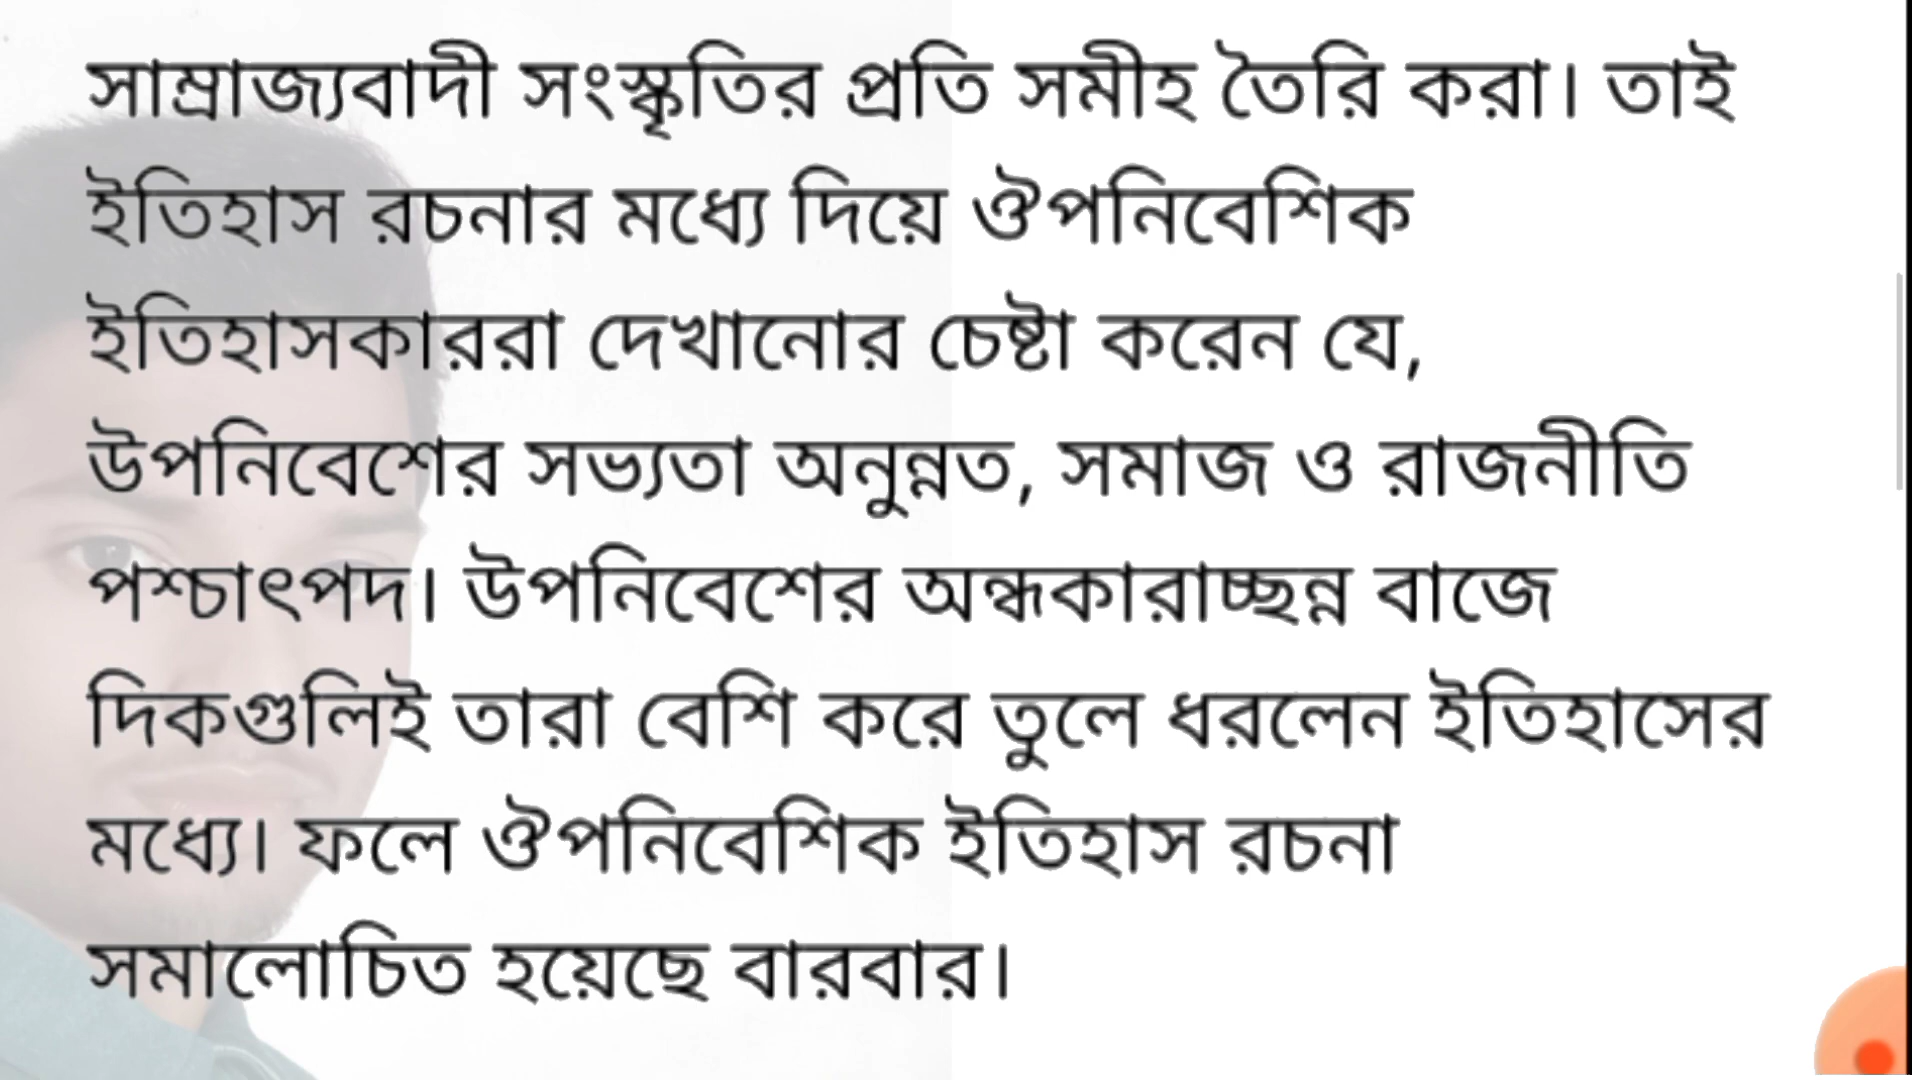 সাম্রাজ্যবাদী সংস্কৃতির প্রতি সমীহ তৈরি করা। তাই
ইতিহাস রচনার মধ্যে দিয়ে ঔপনিবেশিক
ইতিহাসকাররা দেখানোর চেষ্টা করেন যে,
উপনিবেশের সভ্যতা অনুন্নত, সমাজ ও রাজনীতি
পশ্চাৎপদ। উপনিবেশের অন্ধকারাচ্ছন্ন বাজে
দিকগুলিই তারা বেশি করে তুলে ধরলেন ইতিহাসের
মধ্যে। ফলে ঔপনিবেশিক ইতিহাস রচনা
সমালোচিত হয়েছে বারবার।